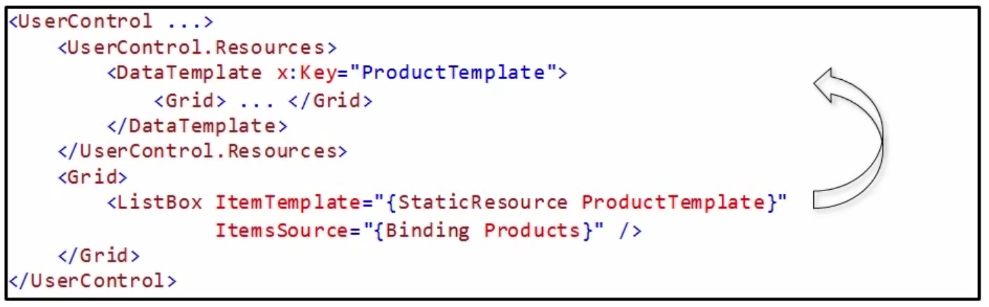 <UserControl ...>
    <UserControl.Resources>
        <DataTemplate x:Key="ProductTemplate">
            <Grid> ... </Grid>
        </DataTemplate>
    </UserControl.Resources>
    <Grid>
        <ListBox ItemTemplate="{StaticResource ProductTemplate}"
                 ItemsSource="{Binding Products}" />
    </Grid>
</UserControl>